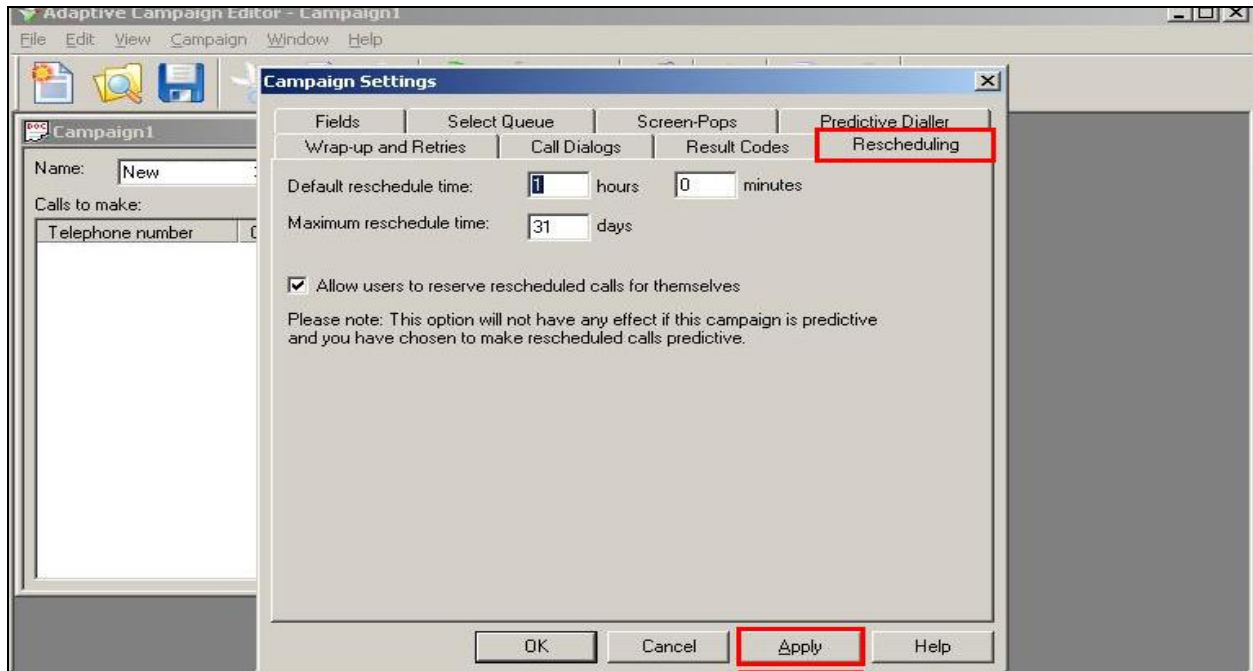 Adaptive Campaign Editor - Campaign1
File Edit View Campaign Window Help
Campaign Settings
Campaign1
Fields Select Queue Screen-Pops Predictive Dialler
Wrap-up and Retries Call Dialogs Result Codes Rescheduling
Name: New
Default reschedule time: 1 hours 0 minutes
Calls to make:
Maximum reschedule time: 31 days
Telephone number
Allow users to reserve rescheduled calls for themselves
Please note: This option will not have any effect if this campaign is predictive
and you have chosen to make rescheduled calls predictive.
OK Cancel Apply Help